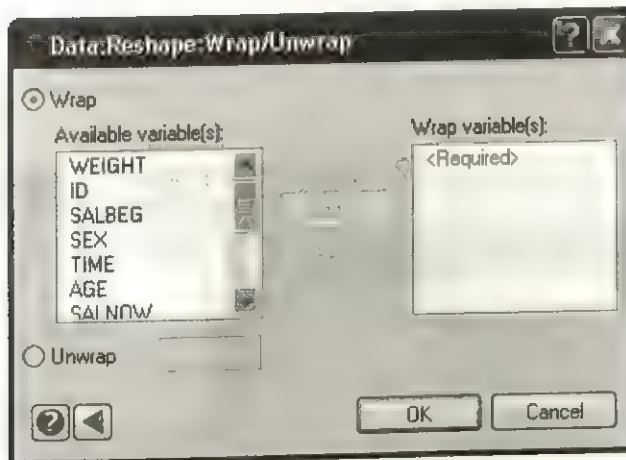 Data:Reshape:Wrap/Unwrap
Wrap
Available variable(s):
WEIGHT
ID
SALBEG
SEX
TIME
AGE
SALNOW
Wrap variable(s):
<Required>
Unwrap
OK
Cancel